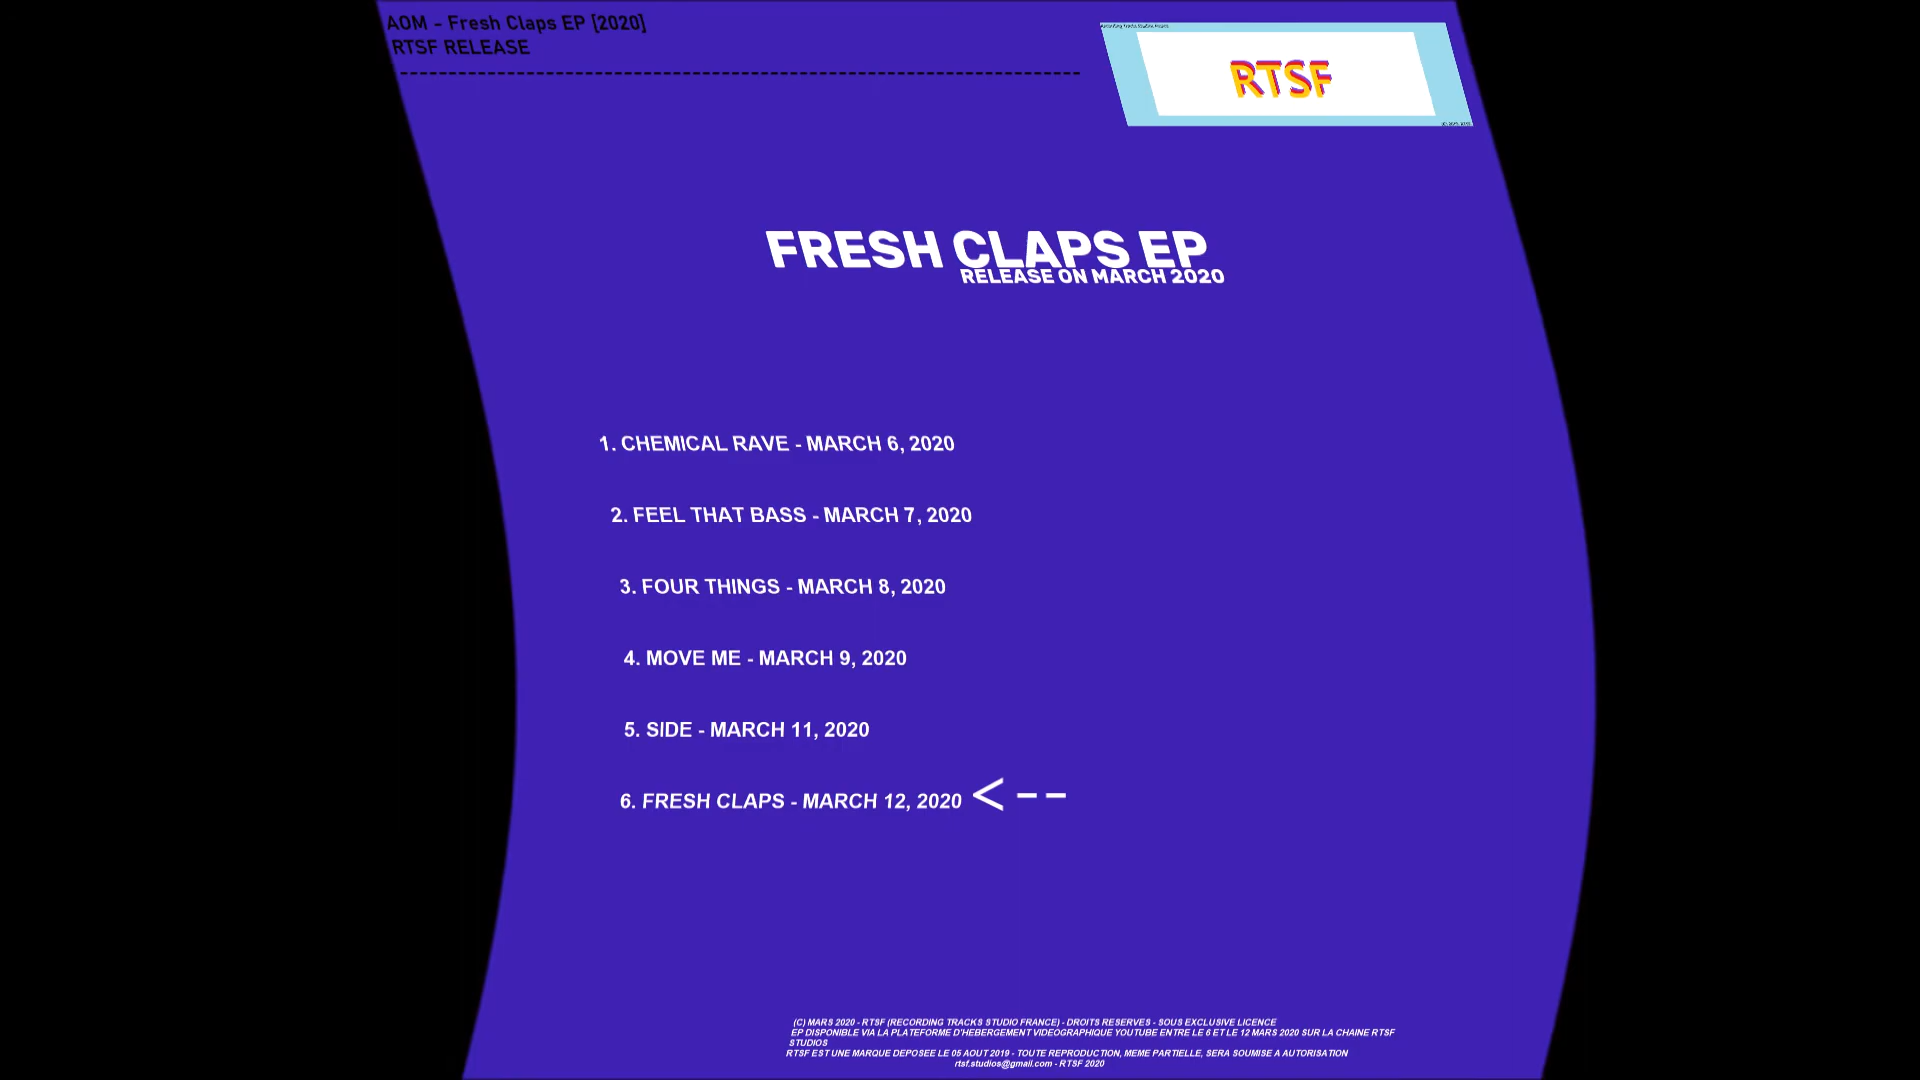 AOM - Fresh Claps EP [2020]
RTSF RELEASE
RTSF
FRESH CLAPS EP
RELEASE ON MARCH 2020
1. CHEMICAL RAVE - MARCH 6, 2020
2. FEEL THAT BASS - MARCH 7, 2020
3. FOUR THINGS - MARCH 8, 2020
4. MOVE ME - MARCH 9, 2020
5. SIDE - MARCH 11, 2020
6. FRESH CLAPS - MARCH 12, 2020 <--
(C) MARS 2020 - RTSF (RECORDING TRACKS STUDIO FRANCE) - DROITS RESERVES - SOUS EXCLUSIVE LICENCE
EP DISPONIBLE VIA LA PLATEFORME D'HEBERGEMENT VIDEOGRAPHIQUE YOUTUBE ENTRE LE 6 ET LE 12 MARS 2020 SUR LA CHAINE RTSF
STUDIOS
RTSF EST UNE MARQUE DEPOSEE LE 05 AOUT 2019 - TOUTE REPRODUCTION, MEME PARTIELLE, SERA SOUMISE A AUTORISATION
rtsf.studios@gmail.com - RTSF 2020